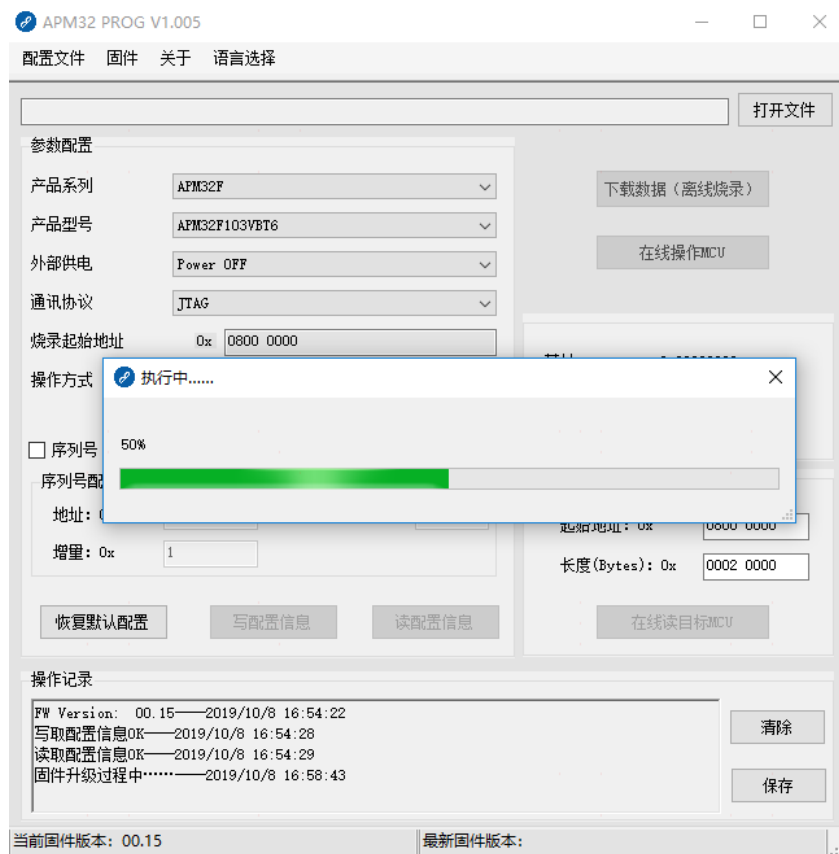 APM32 PROG V1.005
配置文件 固件 关于 语言选择
打开文件
参数配置
产品系列 APM32F
产品型号 APM32F103VBT6
外部供电 Power OFF
通讯协议 JTAG
烧录起始地址 0x 0800 0000
操作方式
下载数据（离线烧录）
在线操作MCU
执行中......
50%
序列号
序列号配
地址：
增量：0x 1
起始地址：0x 0800 0000
长度(Bytes)：0x 0002 0000
恢复默认配置 写配置信息 读配置信息 在线读目标MCU
操作记录
FW Version: 00.15——2019/10/8 16:54:22
写取配置信息OK——2019/10/8 16:54:28
读取配置信息OK——2019/10/8 16:54:29
固件升级过程中······——2019/10/8 16:58:43
清除
保存
当前固件版本：00.15 最新固件版本：